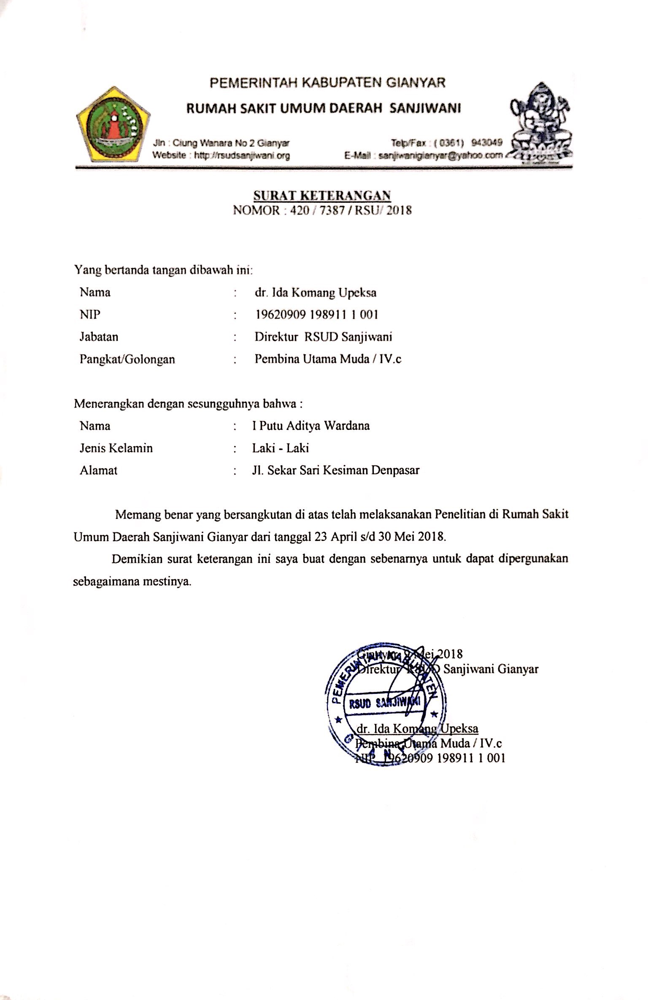 PEMERINTAH KABUPATEN GIANYAR
RUMAH SAKIT UMUM DAERAH SANJIWANI
Jln : Ciung Wanara No 2 Gianyar Telp/Fax : ( 0361) 943049
Website : http://rsudsanjiwani.org E-Mail : sanjiwanigianyar@yahoo.com
SURAT KETERANGAN
NOMOR : 420 / 7387 / RSU/ 2018
Yang bertanda tangan dibawah ini:
Nama : dr. Ida Komang Upeksa
NIP : 19620909 198911 1 001
Jabatan : Direktur RSUD Sanjiwani
Pangkat/Golongan : Pembina Utama Muda / IV.c
Menerangkan dengan sesungguhnya bahwa :
Nama : I Putu Aditya Wardana
Jenis Kelamin : Laki - Laki
Alamat : Jl. Sekar Sari Kesiman Denpasar
Memang benar yang bersangkutan di atas telah melaksanakan Penelitian di Rumah Sakit
Umum Daerah Sanjiwani Gianyar dari tanggal 23 April s/d 30 Mei 2018.
Demikian surat keterangan ini saya buat dengan sebenarnya untuk dapat dipergunakan
sebagaimana mestinya.
Gianyar, Mei 2018
Direktur RSUD Sanjiwani Gianyar
PEMERINTAH KABUPATEN
RSUD SANJIWANI
GIANYAR
dr. Ida Komang Upeksa
Pembina Utama Muda / IV.c
NIP 19620909 198911 1 001